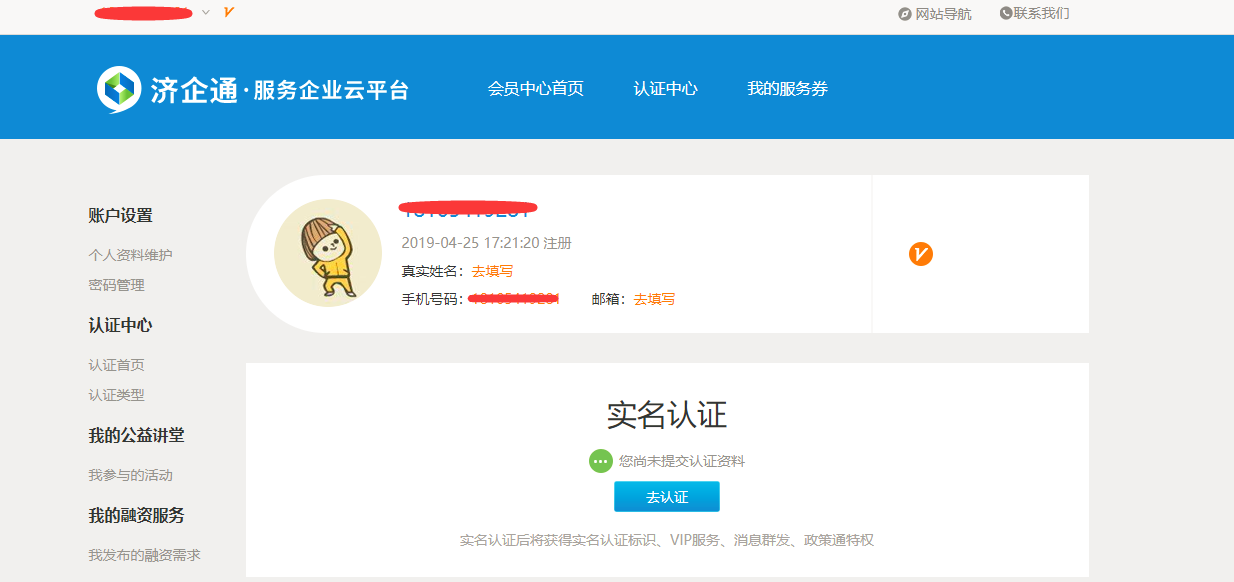 网站导航 联系我们
济企通·服务企业云平台 会员中心首页 认证中心 我的服务券
账户设置
个人资料维护
密码管理
认证中心
认证首页
认证类型
我的公益讲堂
我参与的活动
我的融资服务
我发布的融资需求
2019-04-25 17:21:20 注册
真实姓名：去填写
手机号码： 邮箱：去填写
实名认证
您尚未提交认证资料
去认证
实名认证后将获得实名认证标识、VIP服务、消息群发、政策通特权